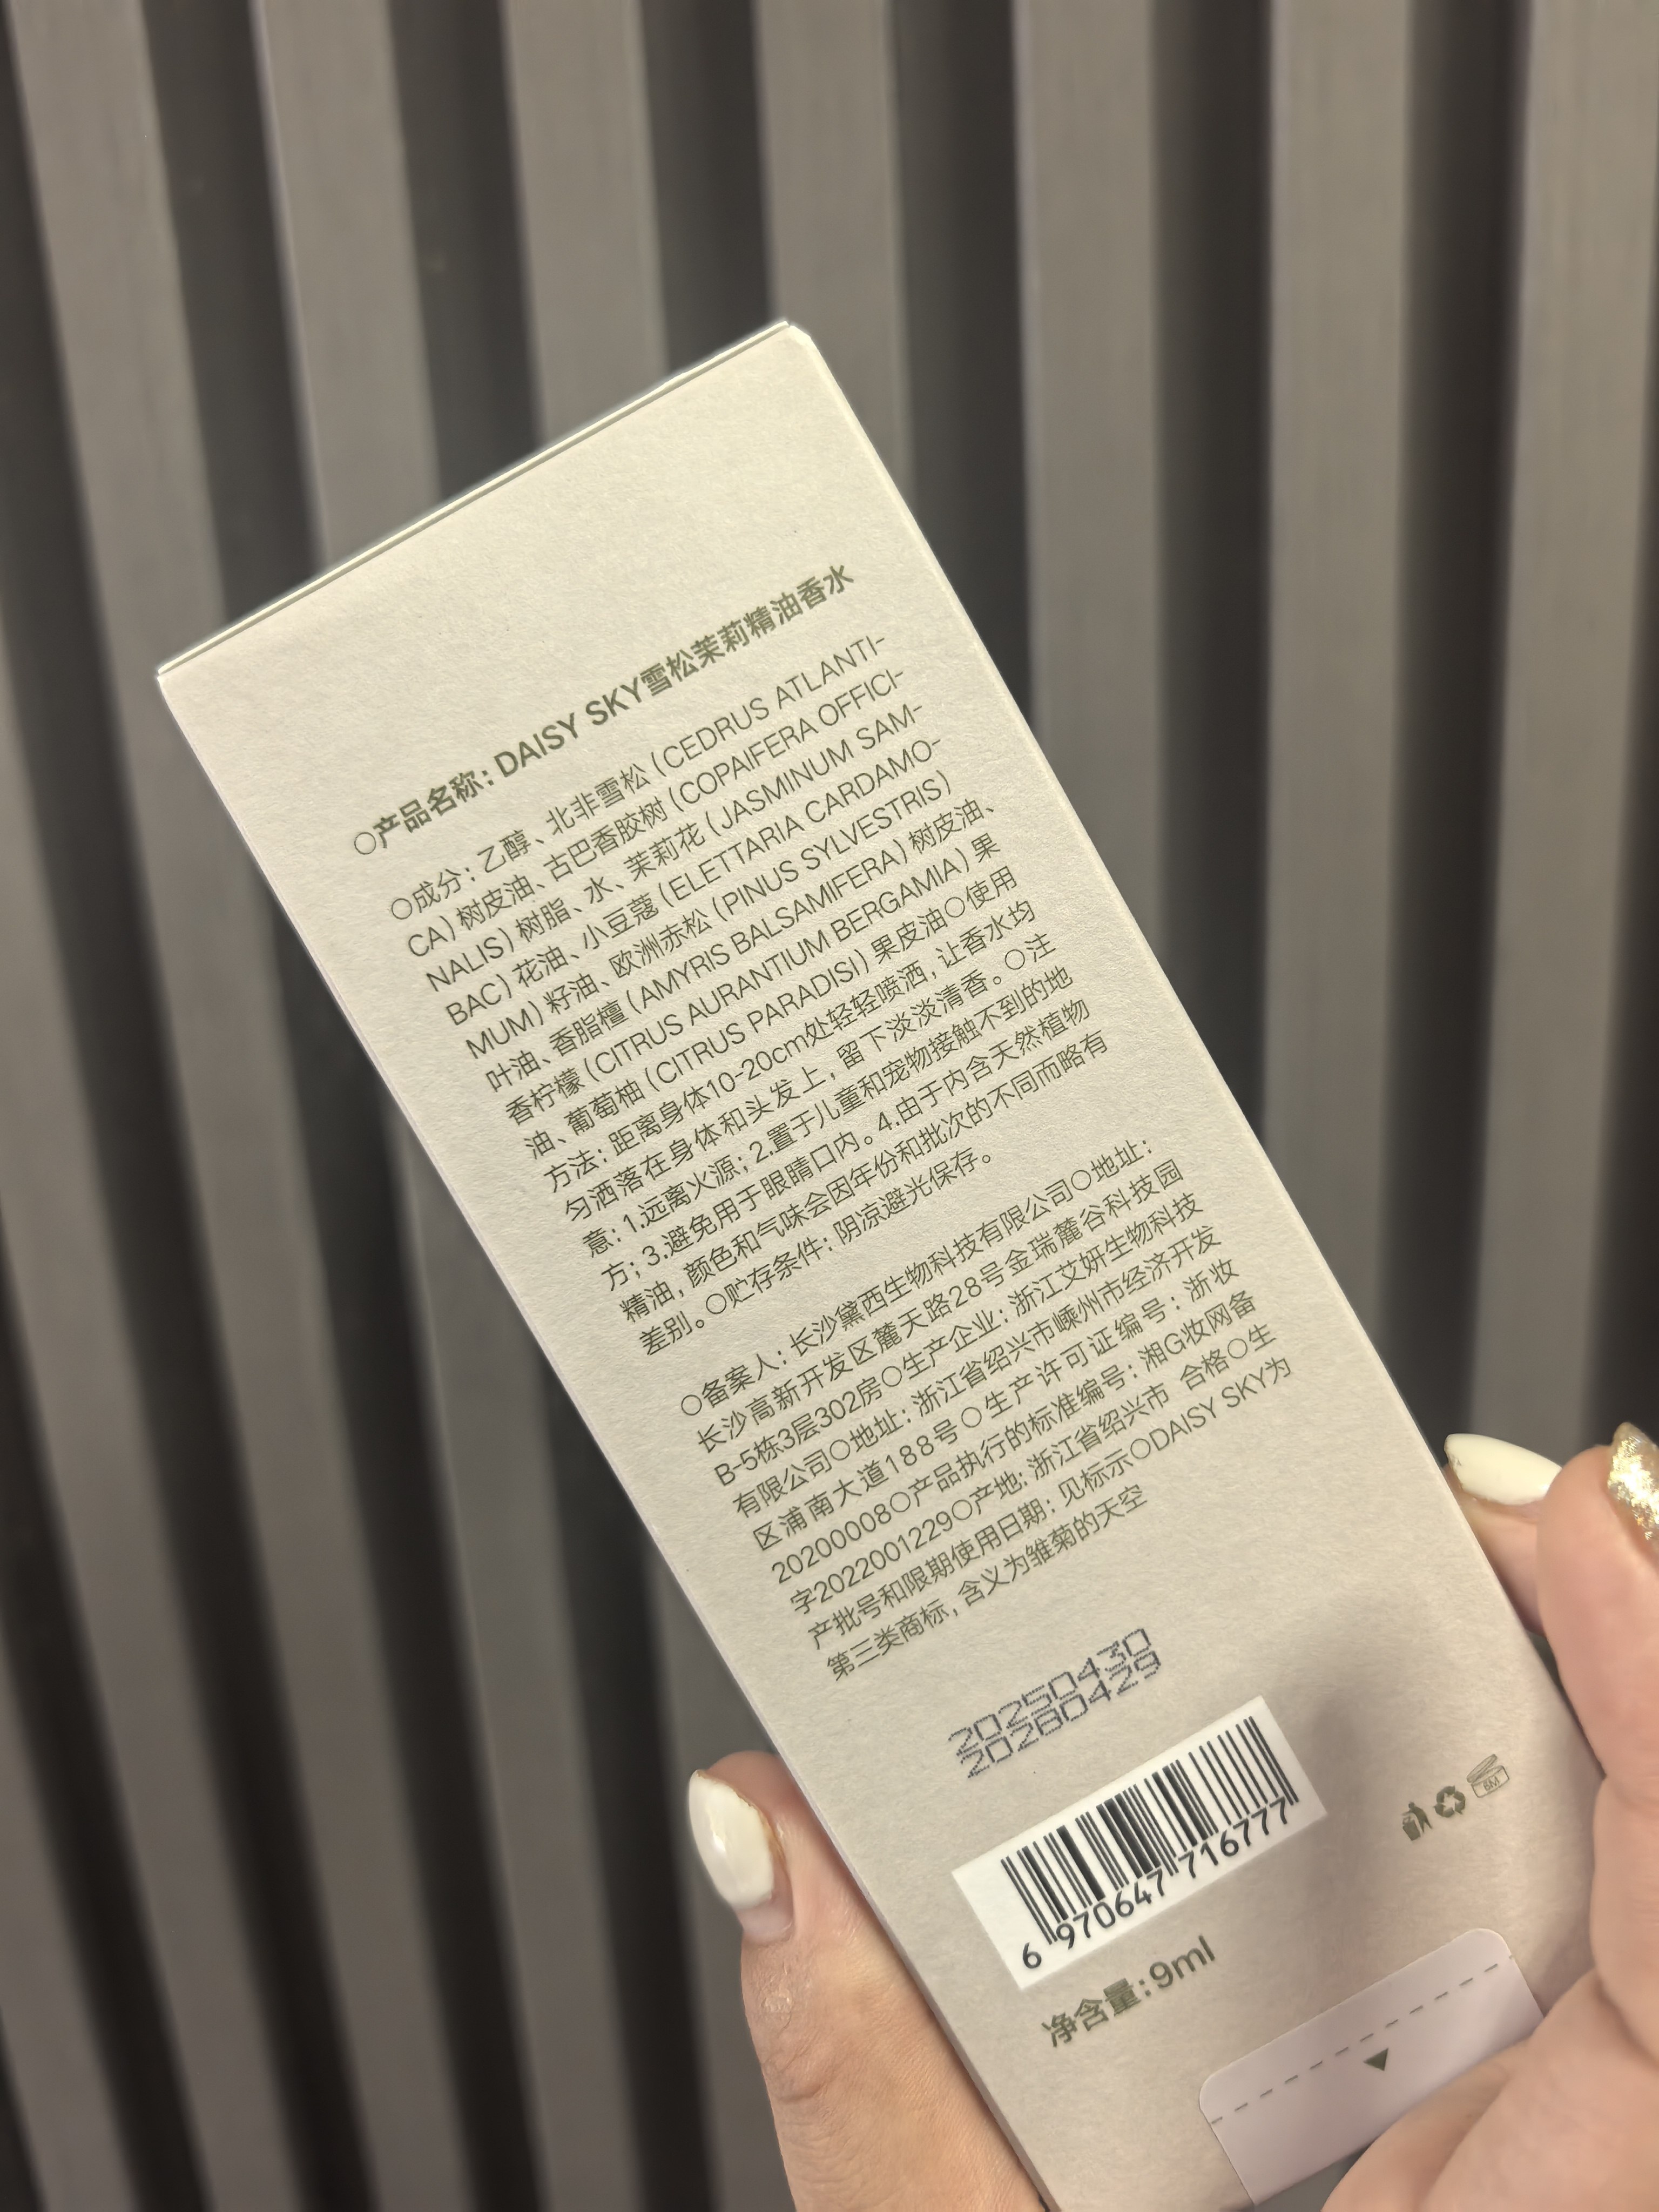 ○产品名称：DAISY SKY雪松茉莉精油香水
○成分：乙醇、北非雪松（CEDRUS ATLANTI-
CA）树皮油、古巴香胶树（COPAIFERA OFFICI-
NALIS）树脂、水、茉莉花（JASMINUM SAM-
BAC）花油、小豆蔻（ELETTARIA CARDAMO-
MUM）籽油、欧洲赤松（PINUS SYLVESTRIS）
叶油、香脂檀（AMYRIS BALSAMIFERA）树皮油、
香柠檬（CITRUS AURANTIUM BERGAMIA）果
油、葡萄柚（CITRUS PARADISI）果皮油○使用
方法：距离身体10-20cm处轻轻喷洒，让香水均
匀洒落在身体和头发上，留下淡淡清香。○注
意：1.远离火源；2.置于儿童和宠物接触不到的地
方；3.避免用于眼睛口内。4.由于内含天然植物
精油，颜色和气味会因年份和批次的不同而略有
差别。○贮存条件：阴凉避光保存。
○备案人：长沙黛西生物科技有限公司○地址：
长沙高新开发区麓天路28号金瑞麓谷科技园
B-5栋3层302房○生产企业：浙江艾妍生物科技
有限公司○地址：浙江省绍兴市嵊州市经济开发
区浦南大道188号○生产许可证编号：浙妆
20200008○产品执行的标准编号：湘G妆网备
字2022001229○产地：浙江省绍兴市 合格○生
产批号和限期使用日期：见标示○DAISY SKY为
第三类商标，含义为雏菊的天空
20250430
20280429
6 970647 716777
6M
净含量：9ml